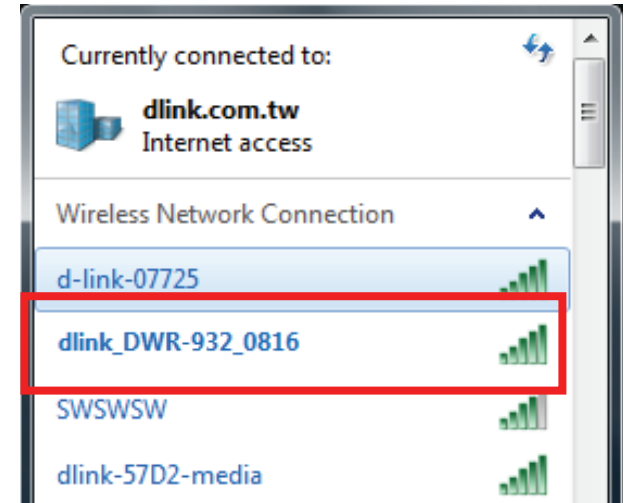 Currently connected to:
dlink.com.tw
Internet access
Wireless Network Connection
d-link-07725
dlink_DWR-932_0816
SWSWSW
dlink-57D2-media